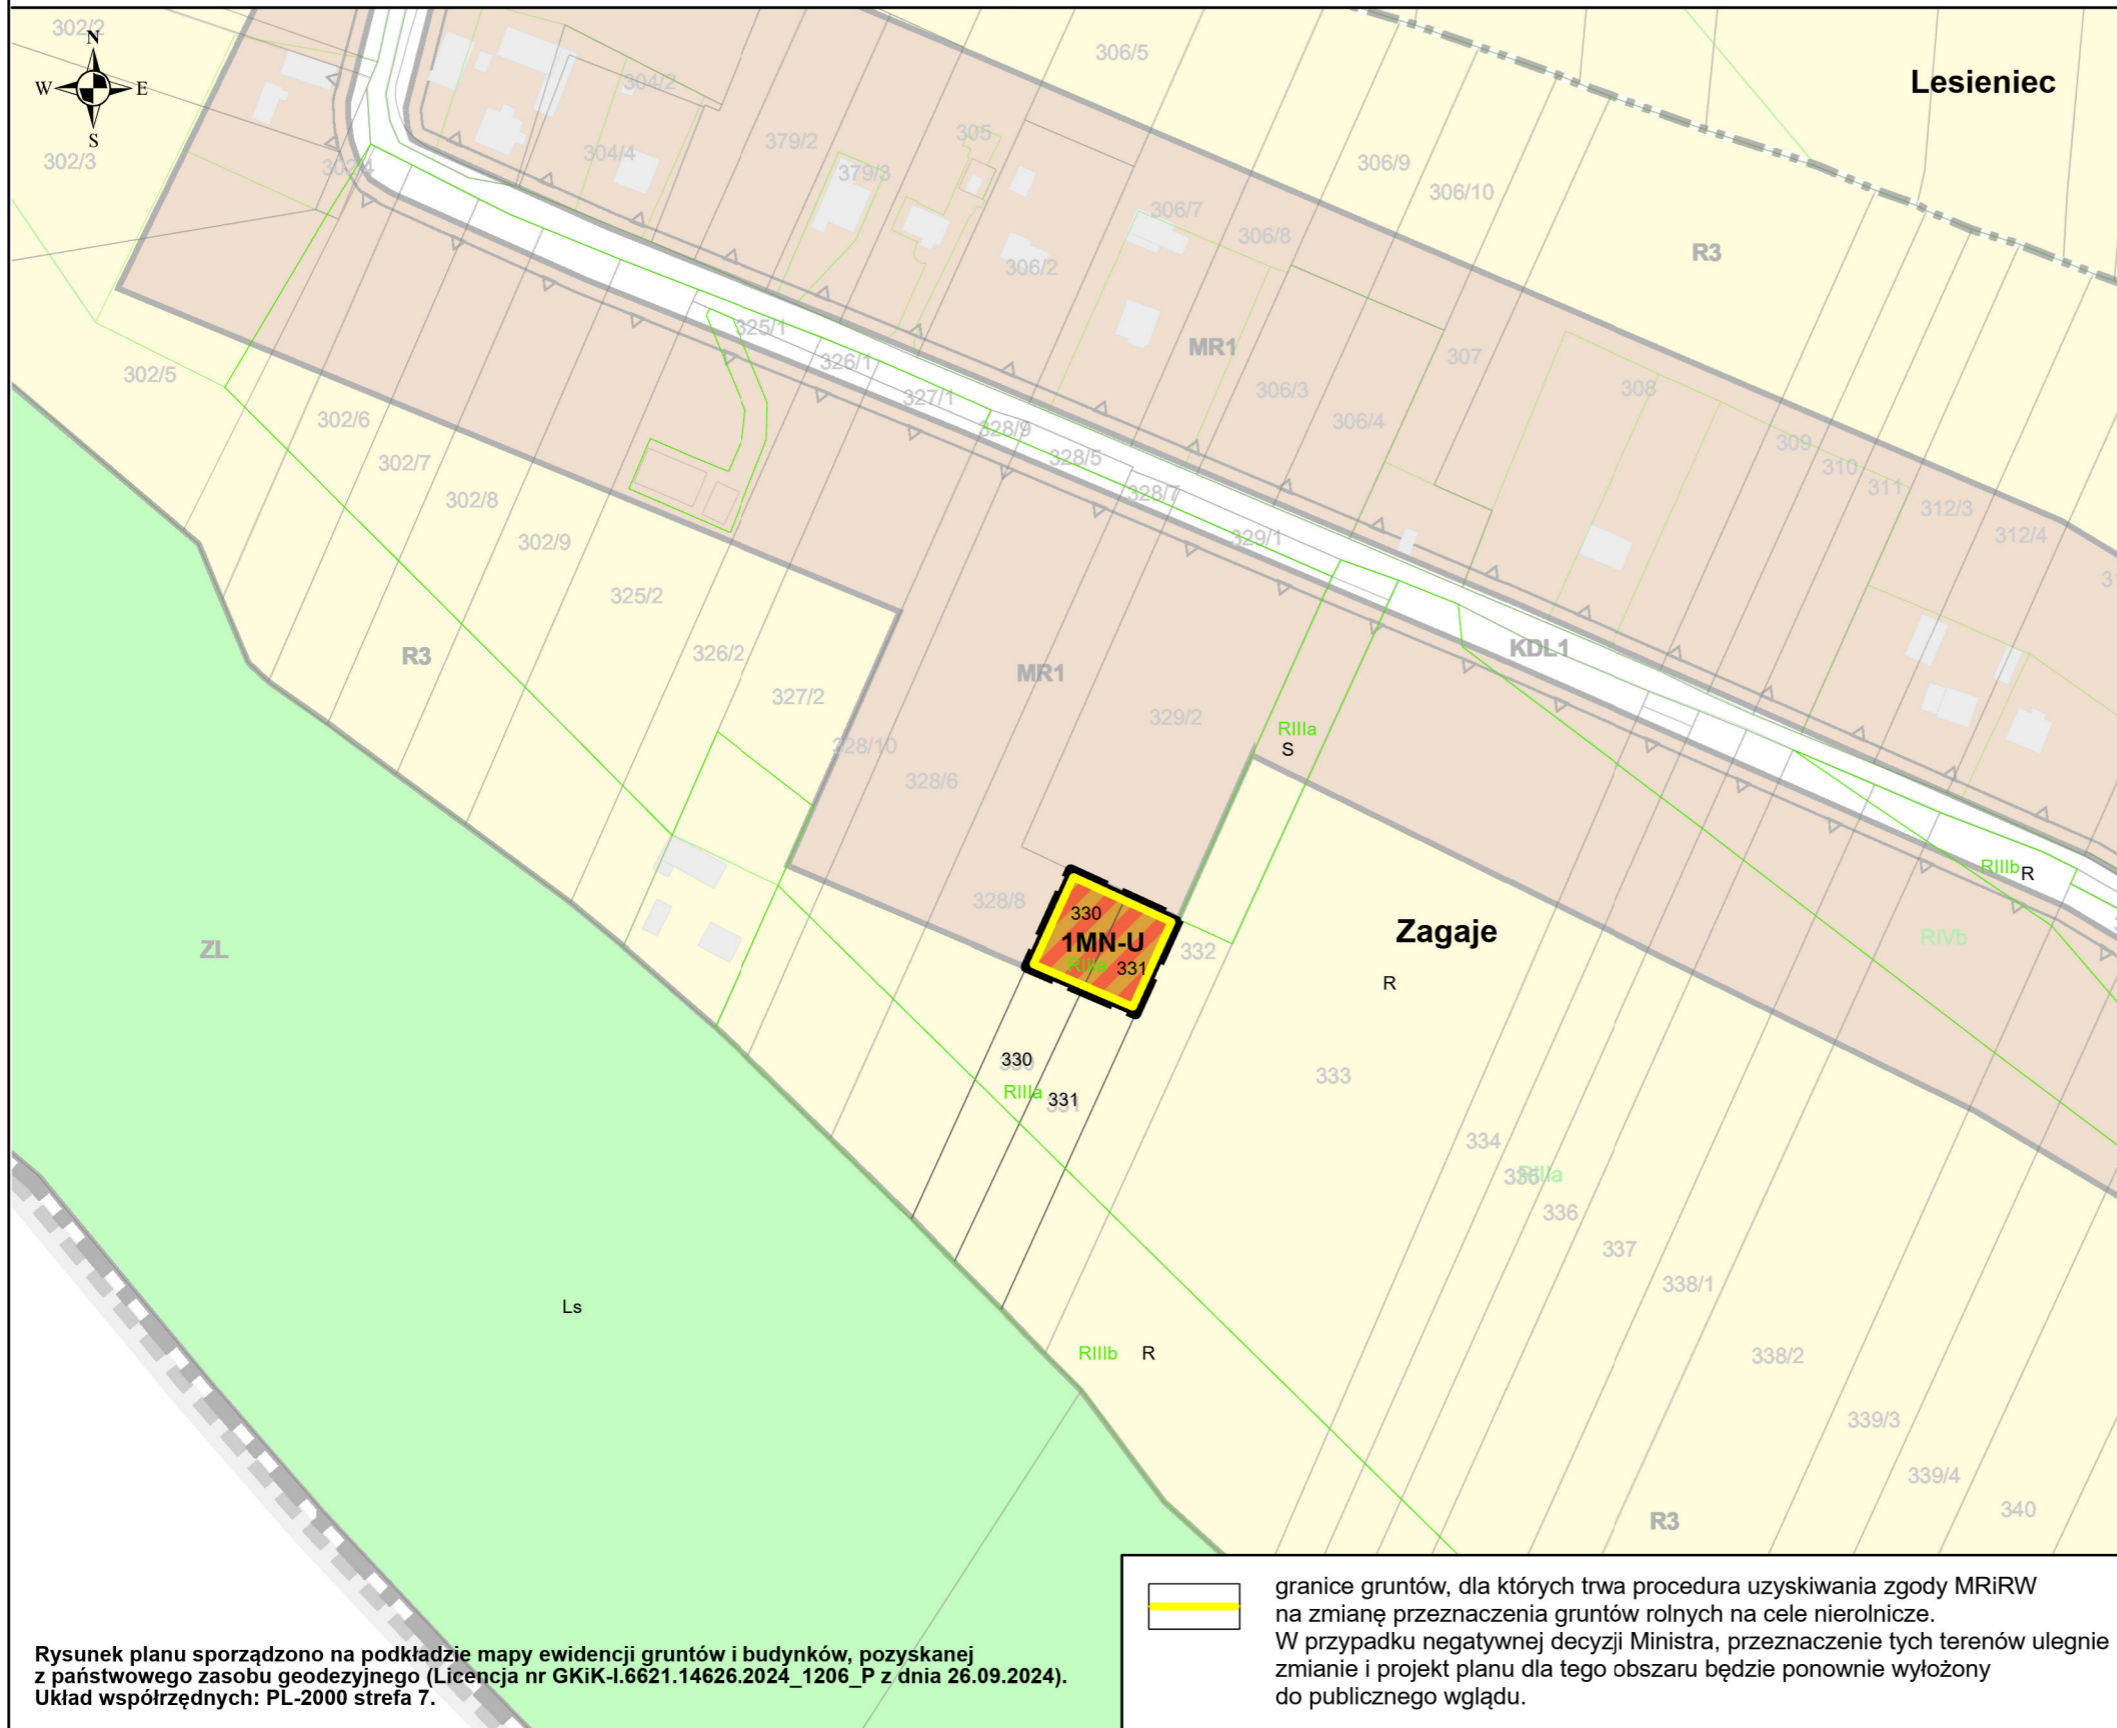 302/2
N
W E
S
302/3
302/4
304/2
304/4
379/2
379/3
305
306/5
Lesieniec
306/9
306/10
306/7
306/8
306/2
R3
MR1
307
308
306/3
306/4
309
310
311
312/3
312/4
302/5
325/1
326/1
327/1
328/9
328/5
328/7
329/1
302/6
302/7
302/8
302/9
325/2
326/2
327/2
R3
KDL1
MR1
329/2
RIIIa
S
328/10
328/6
328/8
RIIIb R
RIVb
330
1MN-U
RIIIa 331
332
Zagaje
R
ZL
330
RIIIa 331
333
334
335 RIIIa
336
337
338/1
338/2
339/3
339/4
340
Ls
RIIIb R
R3
granice gruntów, dla których trwa procedura uzyskiwania zgody MRiRW
na zmianę przeznaczenia gruntów rolnych na cele nierolnicze.
W przypadku negatywnej decyzji Ministra, przeznaczenie tych terenów ulegnie
zmianie i projekt planu dla tego obszaru będzie ponownie wyłożony
do publicznego wglądu.
Rysunek planu sporządzono na podkładzie mapy ewidencji gruntów i budynków, pozyskanej
z państwowego zasobu geodezyjnego (Licencja nr GKiK-I.6621.14626.2024_1206_P z dnia 26.09.2024).
Układ współrzędnych: PL-2000 strefa 7.